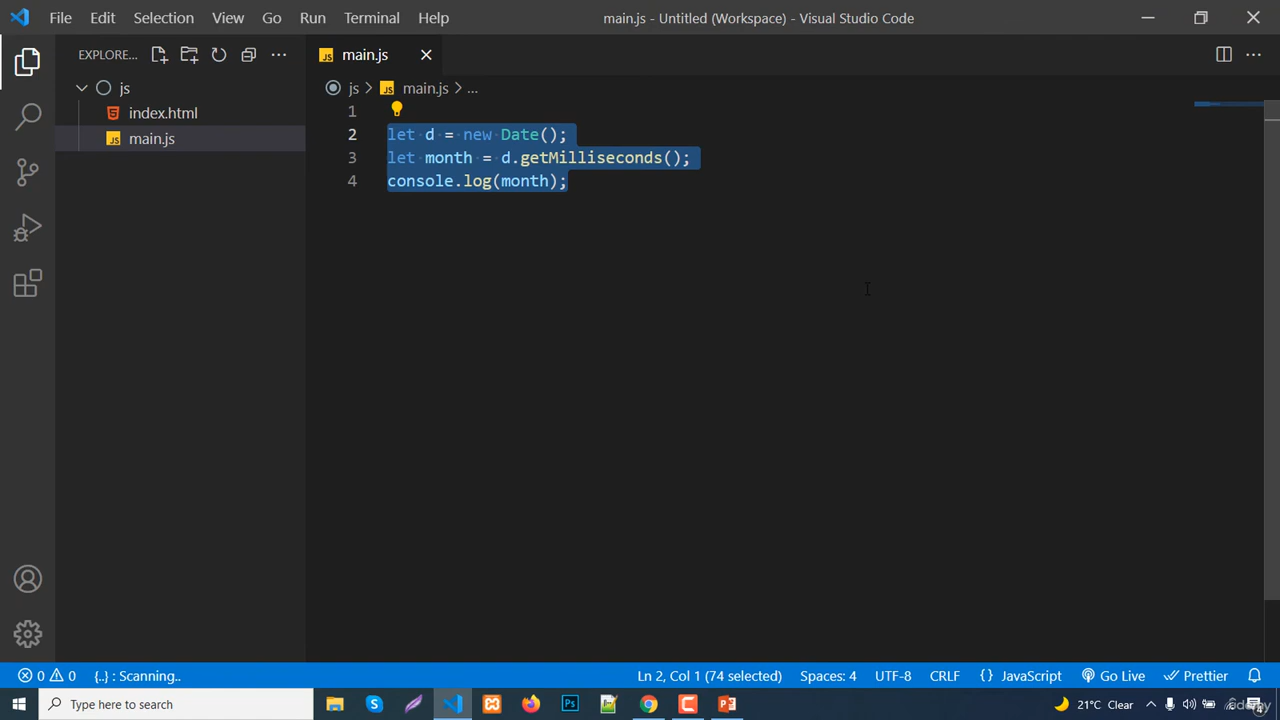 File Edit Selection View Go Run Terminal Help
main.js - Untitled (Workspace) - Visual Studio Code
EXPLORE...
js
index.html
main.js
main.js
js > main.js > ...
1
2 let d = new Date();
3 let month = d.getMilliseconds();
4 console.log(month);
0 0 {..} : Scanning..
Ln 2, Col 1 (74 selected) Spaces: 4 UTF-8 CRLF {} JavaScript Go Live Prettier
Type here to search
21°C Clear
Udemy